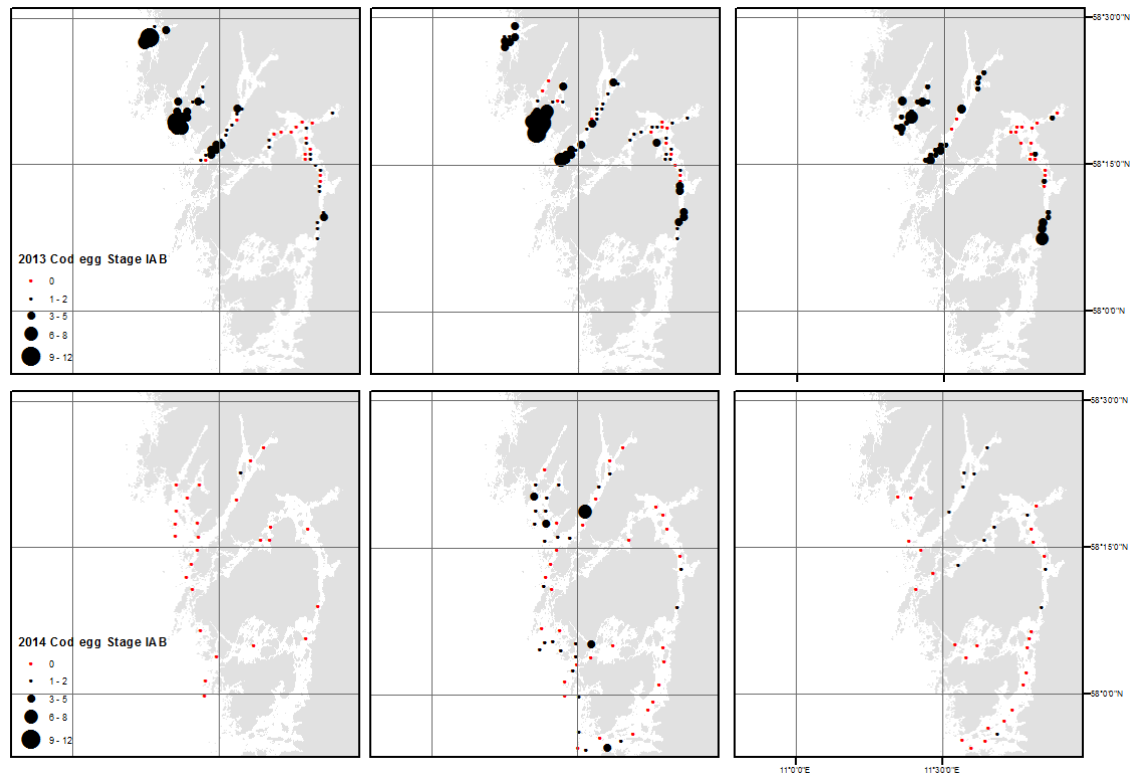 58°30'0"N
58°15'0"N
2013 Cod egg Stage IAB
0
1 - 2
3 - 5
6 - 8
9 - 12
58°0'0"N
58°30'0"N
58°15'0"N
2014 Cod egg Stage IAB
0
1 - 2
3 - 5
6 - 8
9 - 12
58°0'0"N
11°0'0"E
11°30'0"E